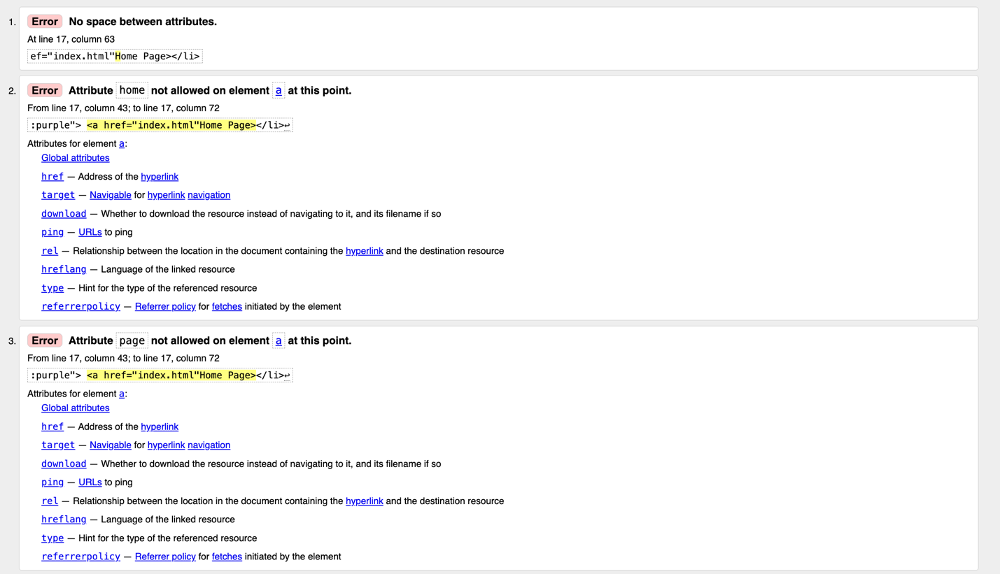 1. Error No space between attributes.
At line 17, column 63
ef="index.html"Home Page></li>
2. Error Attribute home not allowed on element a at this point.
From line 17, column 43; to line 17, column 72
:purple"> <a href="index.html"Home Page></li>↩
Attributes for element a:
Global attributes
href — Address of the hyperlink
target — Navigable for hyperlink navigation
download — Whether to download the resource instead of navigating to it, and its filename if so
ping — URLs to ping
rel — Relationship between the location in the document containing the hyperlink and the destination resource
hreflang — Language of the linked resource
type — Hint for the type of the referenced resource
referrerpolicy — Referrer policy for fetches initiated by the element
3. Error Attribute page not allowed on element a at this point.
From line 17, column 43; to line 17, column 72
:purple"> <a href="index.html"Home Page></li>↩
Attributes for element a:
Global attributes
href — Address of the hyperlink
target — Navigable for hyperlink navigation
download — Whether to download the resource instead of navigating to it, and its filename if so
ping — URLs to ping
rel — Relationship between the location in the document containing the hyperlink and the destination resource
hreflang — Language of the linked resource
type — Hint for the type of the referenced resource
referrerpolicy — Referrer policy for fetches initiated by the element